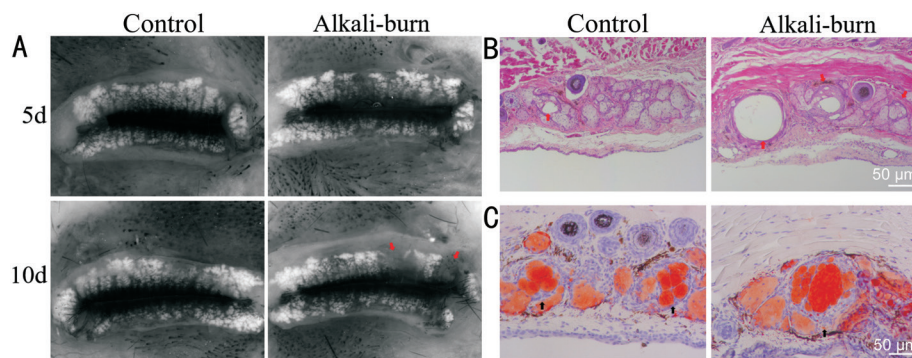 Control Alkali-burn Control Alkali-burn
A B
5d
50 μm
10d C
50 μm